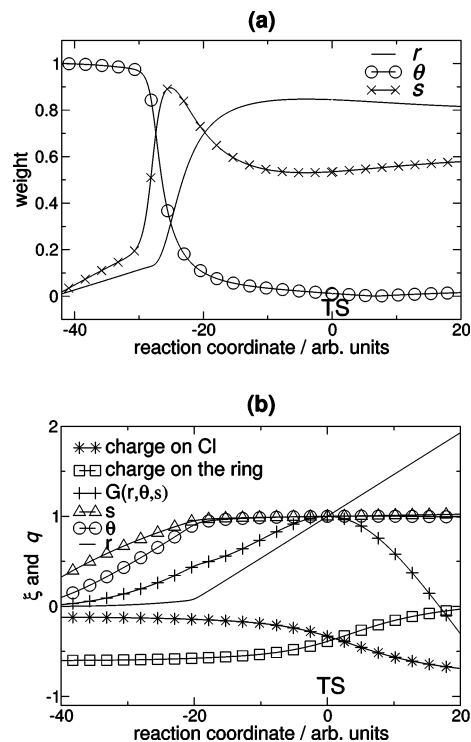 (a)
r
θ
s
1
0.8
0.6
0.4
0.2
0
weight
TS
-40 -20 0 20
reaction coordinate / arb. units
(b)
2
1
0
-1
ξ and q
charge on Cl
charge on the ring
G(r,θ,s)
s
θ
r
TS
-40 -30 -20 -10 0 10 20
reaction coordinate / arb. units